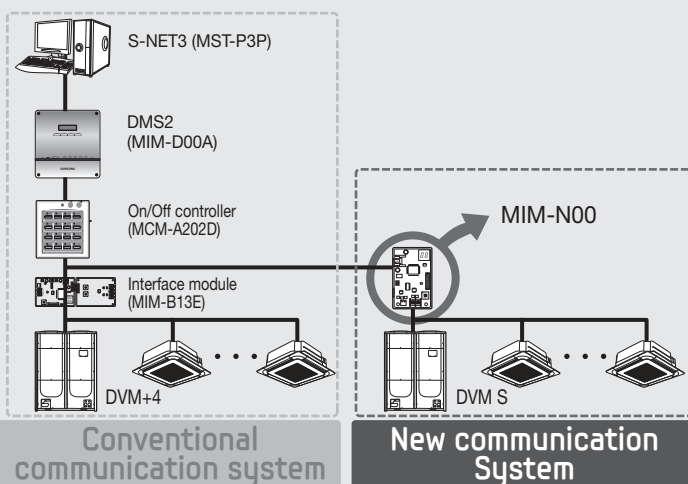 S-NET3 (MST-P3P)
DMS2
(MIM-D00A)
On/Off controller
(MCM-A202D)
Interface module
(MIM-B13E)
MIM-N00
DVM+4
DVM S
Conventional
communication system
New communication
System